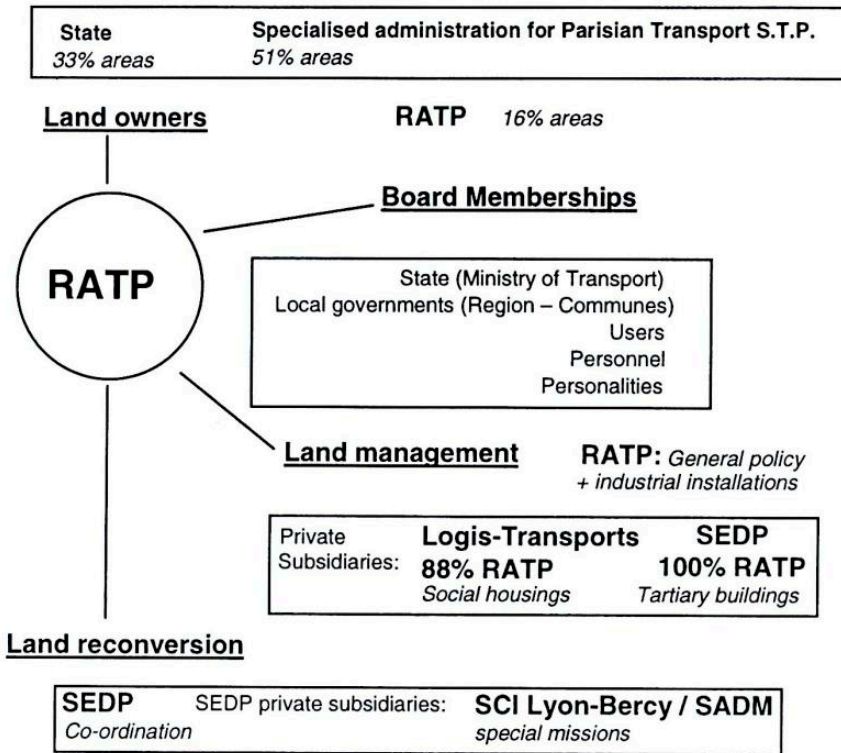 State Specialised administration for Parisian Transport S.T.P.
33% areas 51% areas
Land owners RATP 16% areas
Board Memberships
RATP
State (Ministry of Transport)
Local governments (Region – Communes)
Users
Personnel
Personalities
Land management RATP: General policy
+ industrial installations
Private Logis-Transports SEDP
Subsidiaries: 88% RATP 100% RATP
Social housings Tartiary buildings
Land reconversion
SEDP SEDP private subsidiaries: SCI Lyon-Bercy / SADM
Co-ordination special missions